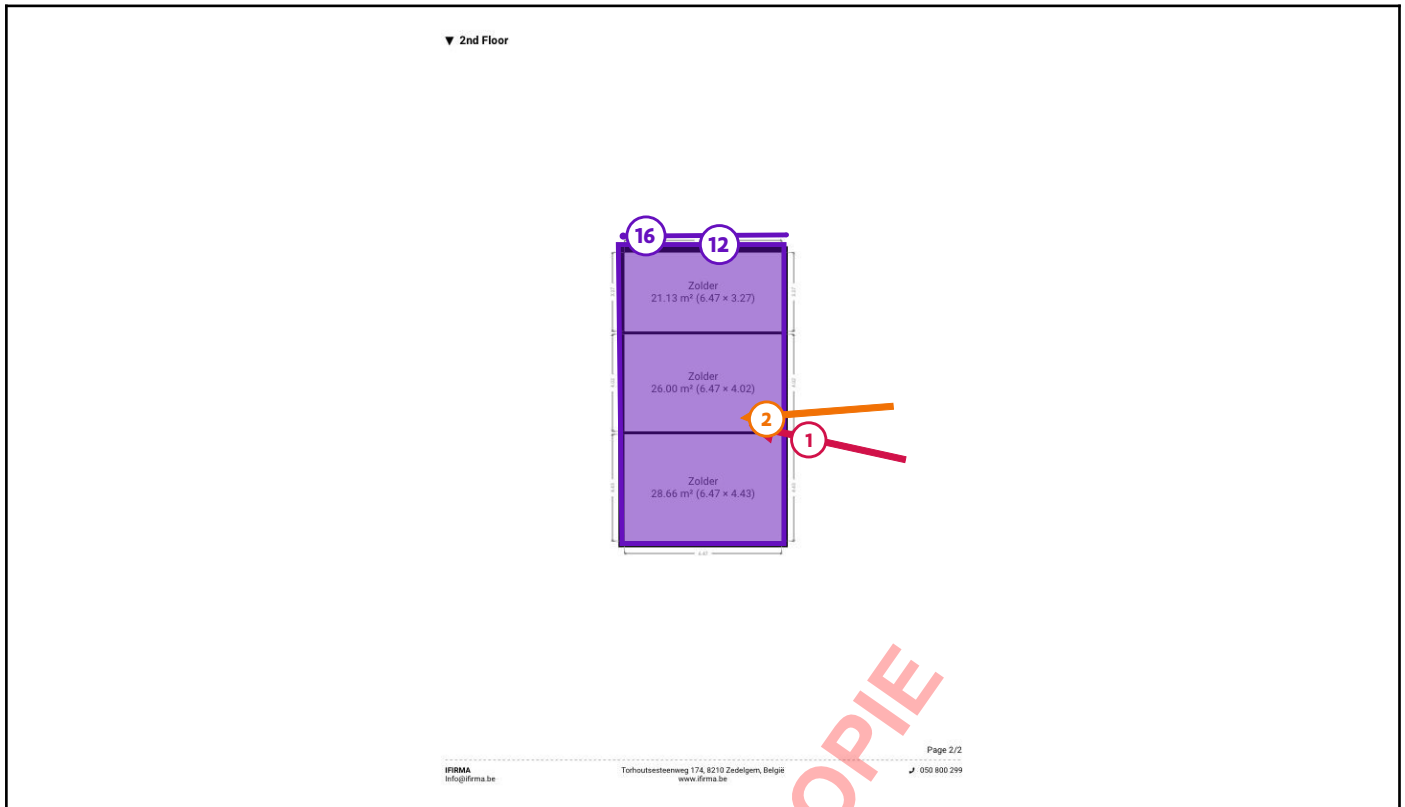 ▼ 2nd Floor
16
12
Zolder
21.13 m² (6.47 × 3.27)
Zolder
26.00 m² (6.47 × 4.02)
2
1
Zolder
28.66 m² (6.47 × 4.43)
6.47
OPIE
Page 2/2
IFIRMA
Info@ifirma.be
Torhoutsesteenweg 174, 8210 Zedelgem, België
www.ifirma.be
050 800 299